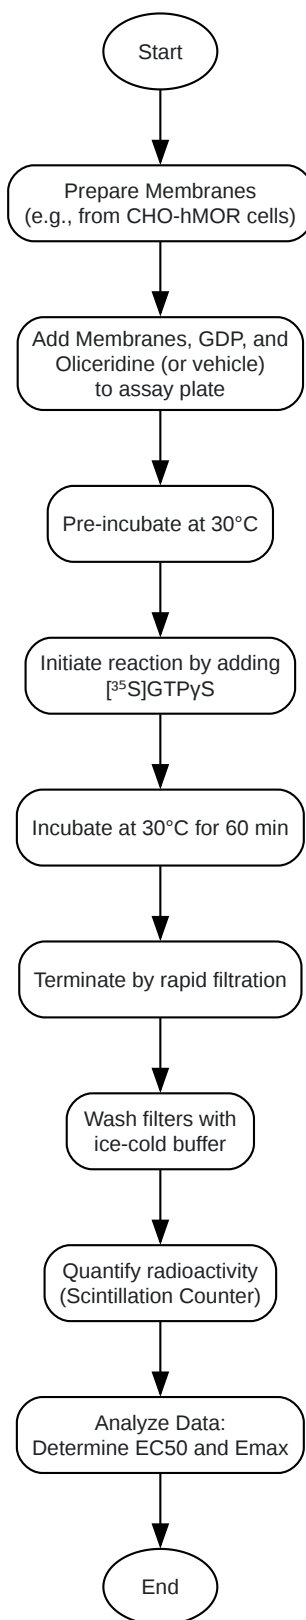 Start
Prepare Membranes
(e.g., from CHO-hMOR cells)
Add Membranes, GDP, and
Oliceridine (or vehicle)
to assay plate
Pre-incubate at 30°C
Initiate reaction by adding
[³⁵S]GTPγS
Incubate at 30°C for 60 min
Terminate by rapid filtration
Wash filters with
ice-cold buffer
Quantify radioactivity
(Scintillation Counter)
Analyze Data:
Determine EC50 and Emax
End